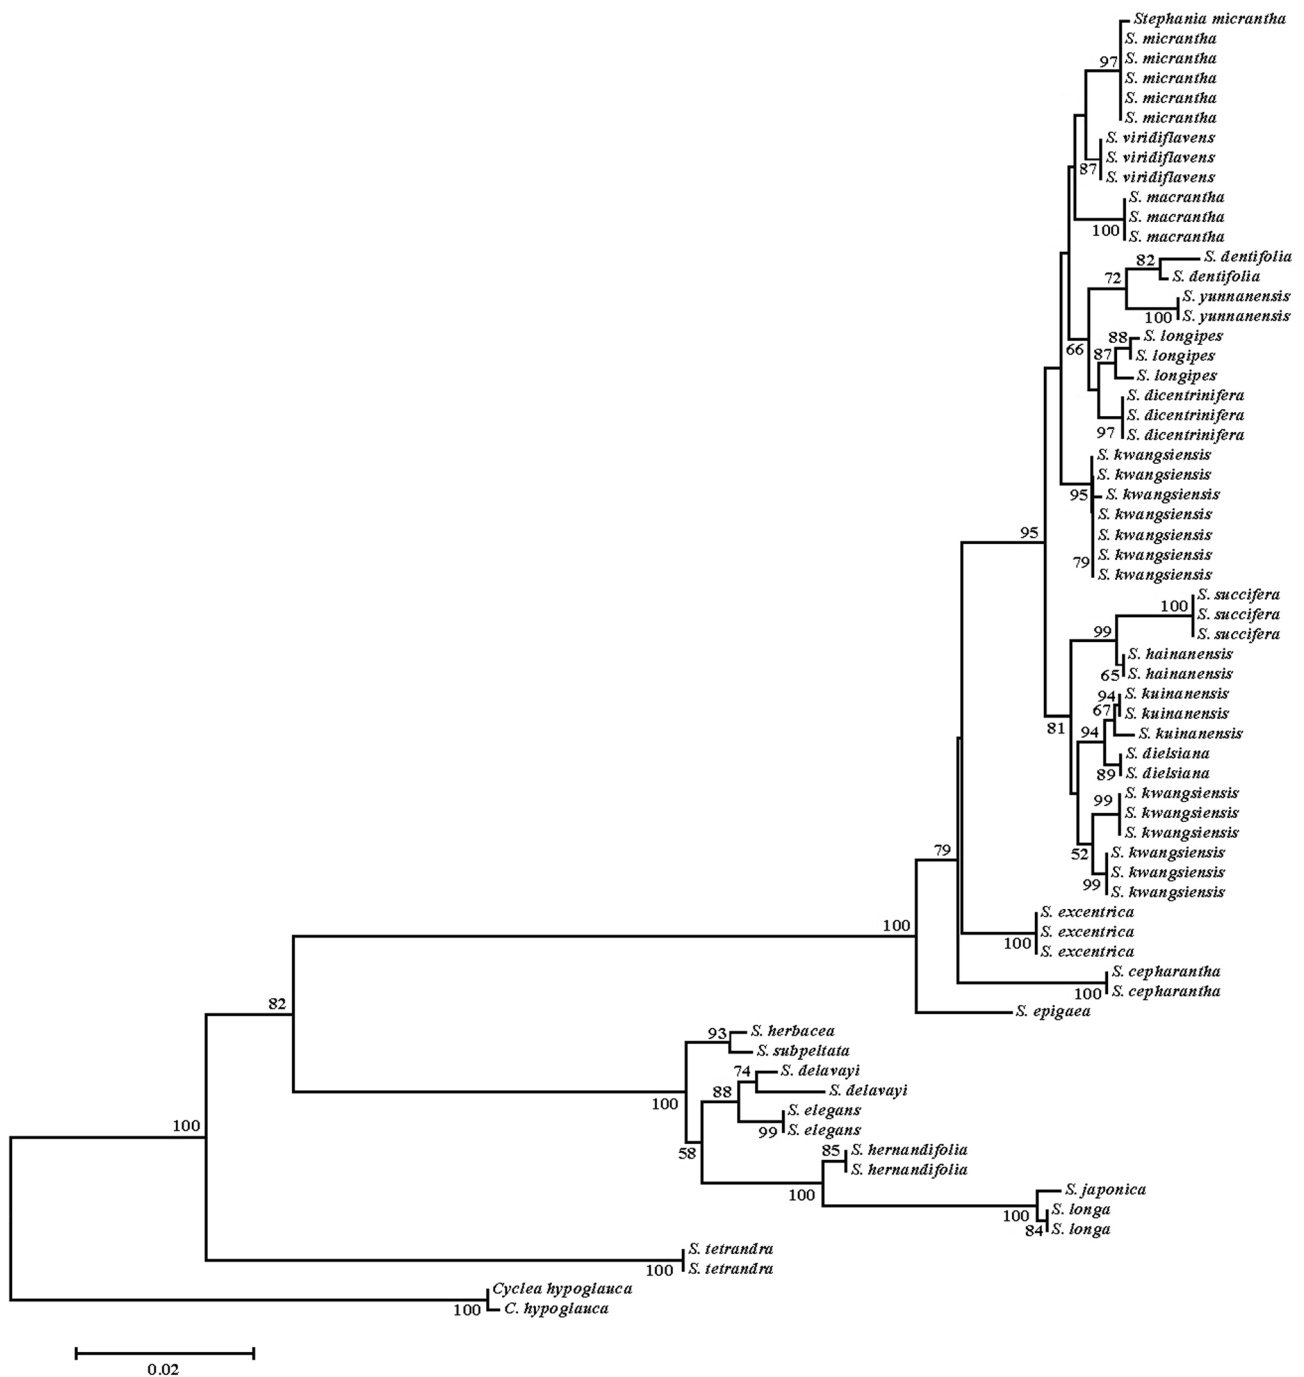 Stephania micrantha
S. micrantha
97
S. micrantha
S. micrantha
S. micrantha
S. micrantha
S. viridiflavens
S. viridiflavens
87
S. viridiflavens
S. macrantha
S. macrantha
100
S. macrantha
82
S. dentifolia
72
S. dentifolia
S. yunnanensis
100
S. yunnanensis
88
S. longipes
66
87
S. longipes
S. longipes
S. dicentrinifera
S. dicentrinifera
97
S. dicentrinifera
S. kwangsiensis
S. kwangsiensis
95
S. kwangsiensis
S. kwangsiensis
95
S. kwangsiensis
79
S. kwangsiensis
S. kwangsiensis
S. succifera
100
S. succifera
99
S. succifera
S. hainanensis
65
S. hainanensis
94
S. kuinanensis
67
S. kuinanensis
81
94
S. kuinanensis
S. dielsiana
89
S. dielsiana
S. kwangsiensis
99
S. kwangsiensis
S. kwangsiensis
79
52
S. kwangsiensis
S. kwangsiensis
99
S. kwangsiensis
S. excentrica
100
S. excentrica
100
S. excentrica
S. cepharantha
100
S. cepharantha
82
S. epigaea
93
S. herbacea
S. subpeltata
74
S. delavayi
88
S. delavayi
100
S. elegans
100
99
S. elegans
58
85
S. hernandifolia
S. hernandifolia
100
S. japonica
100
S. longa
84
S. longa
S. tetrandra
100
S. tetrandra
Cyclea hypoglauca
100
C. hypoglauca
0.02